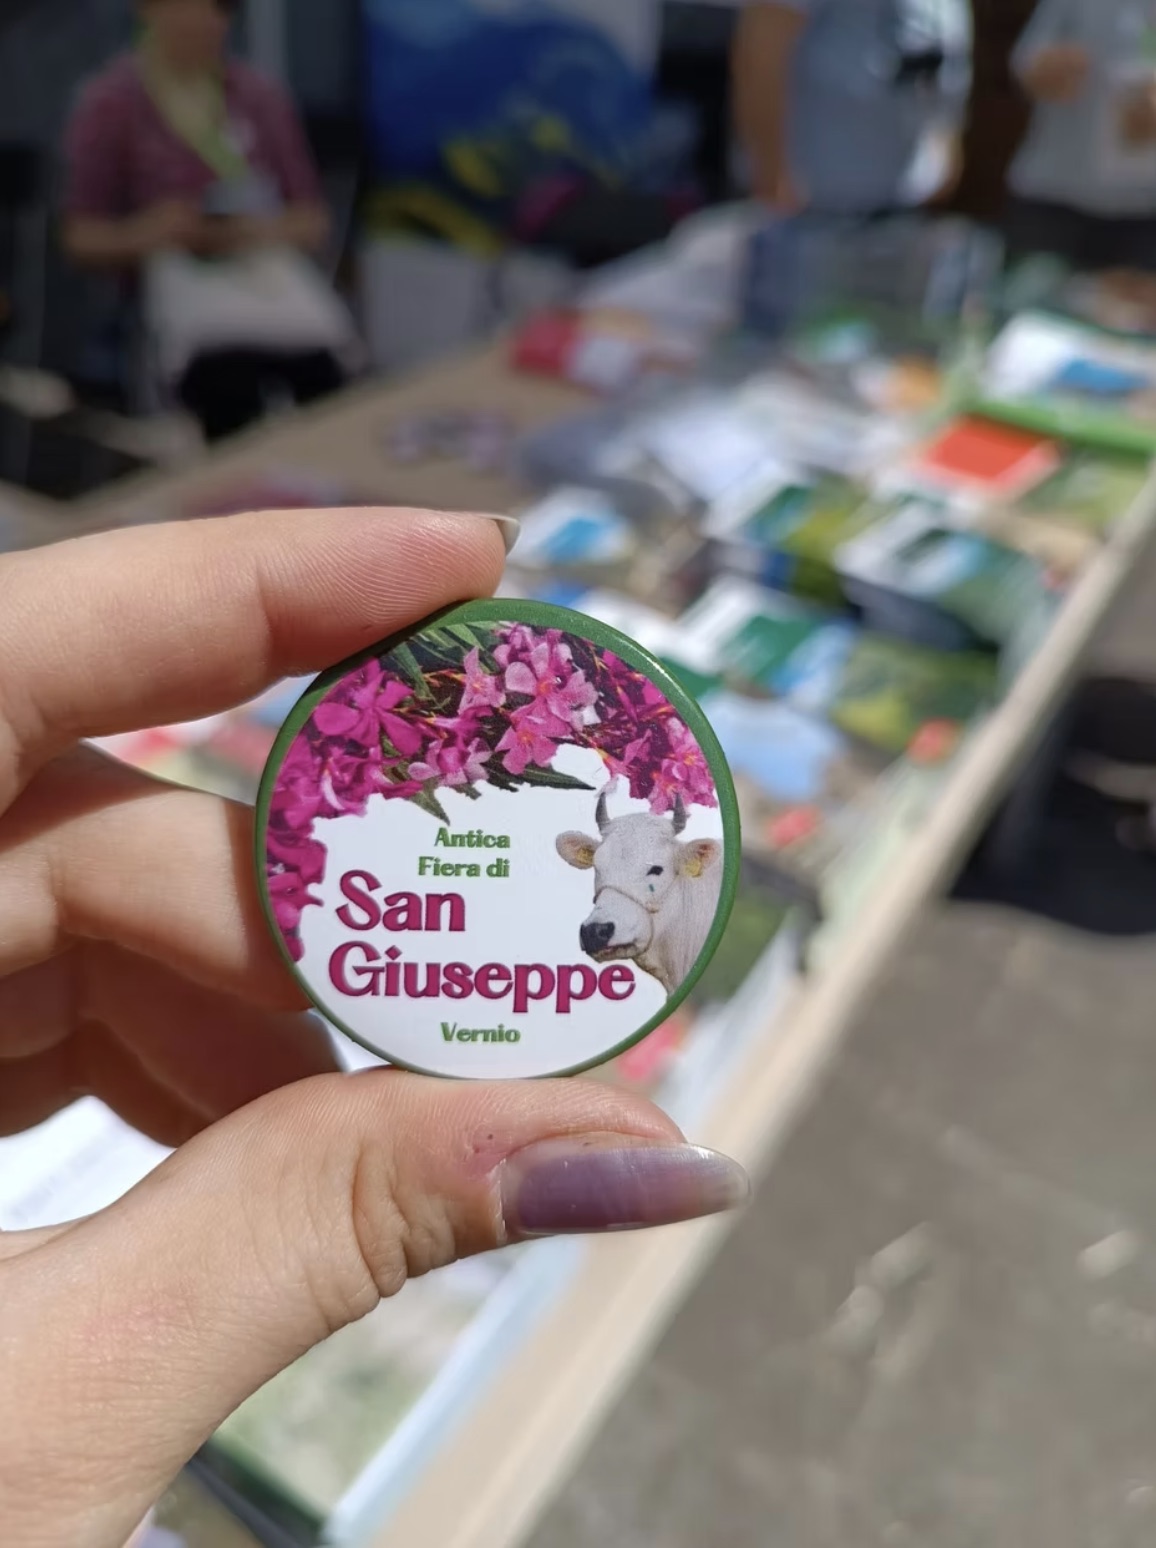 Antica
Fiera di
San
Giuseppe
Vernio